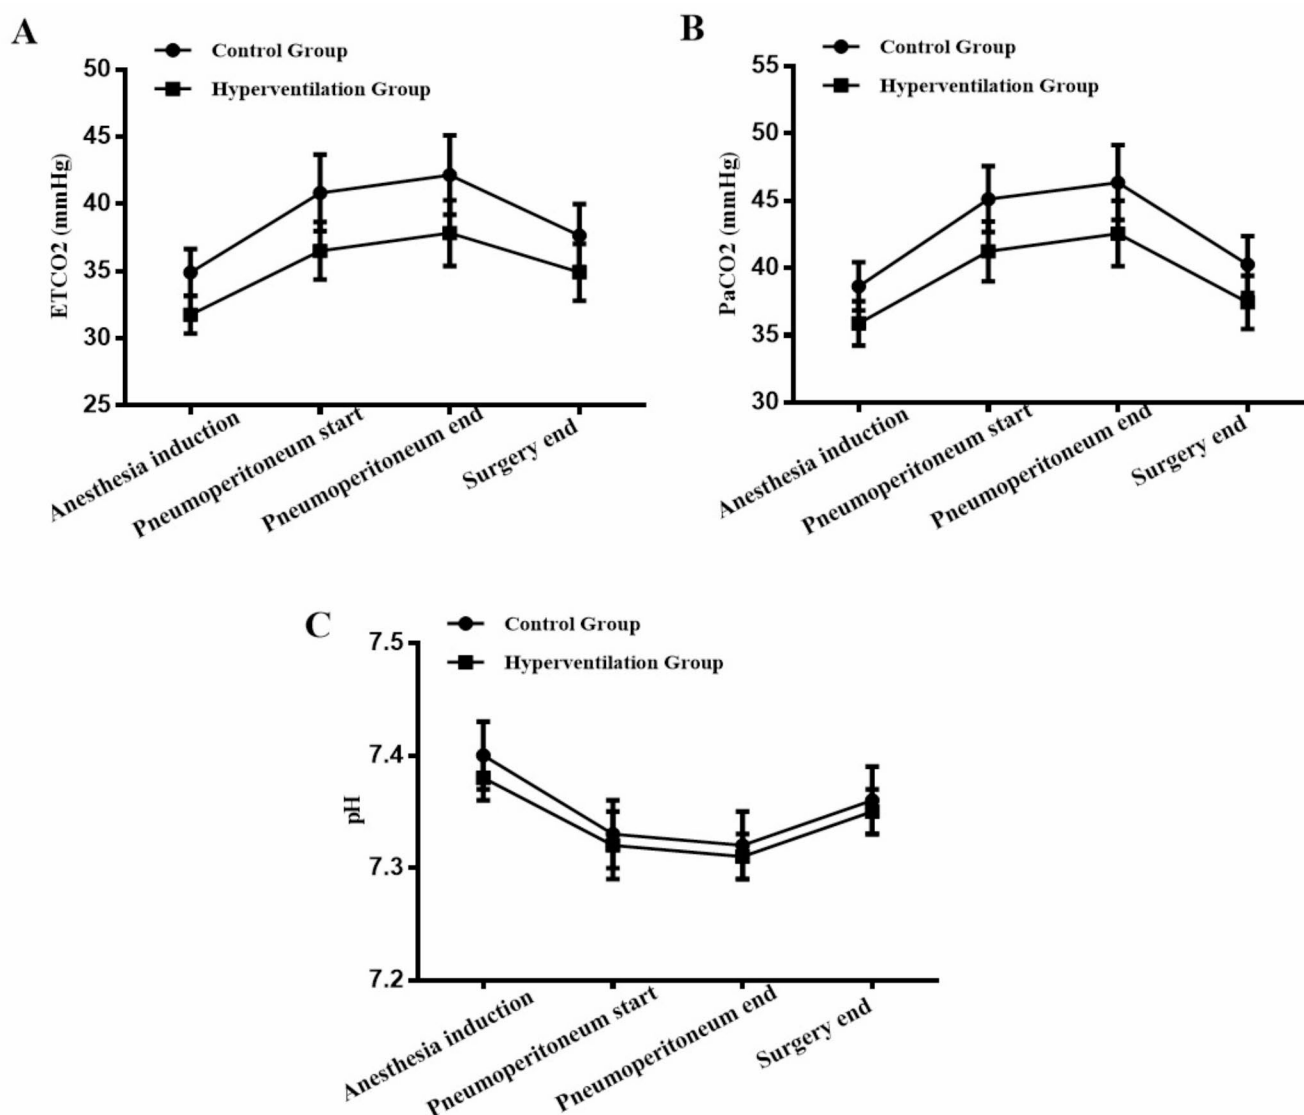 A
Control Group
Hyperventilation Group
50
45
40
35
30
25
ETCO2 (mmHg)
Anesthesia induction
Pneumoperitoneum start
Pneumoperitoneum end
Surgery end
B
Control Group
Hyperventilation Group
55
50
45
40
35
30
PaCO2 (mmHg)
Anesthesia induction
Pneumoperitoneum start
Pneumoperitoneum end
Surgery end
C
Control Group
Hyperventilation Group
7.5
7.4
7.3
7.2
pH
Anesthesia induction
Pneumoperitoneum start
Pneumoperitoneum end
Surgery end